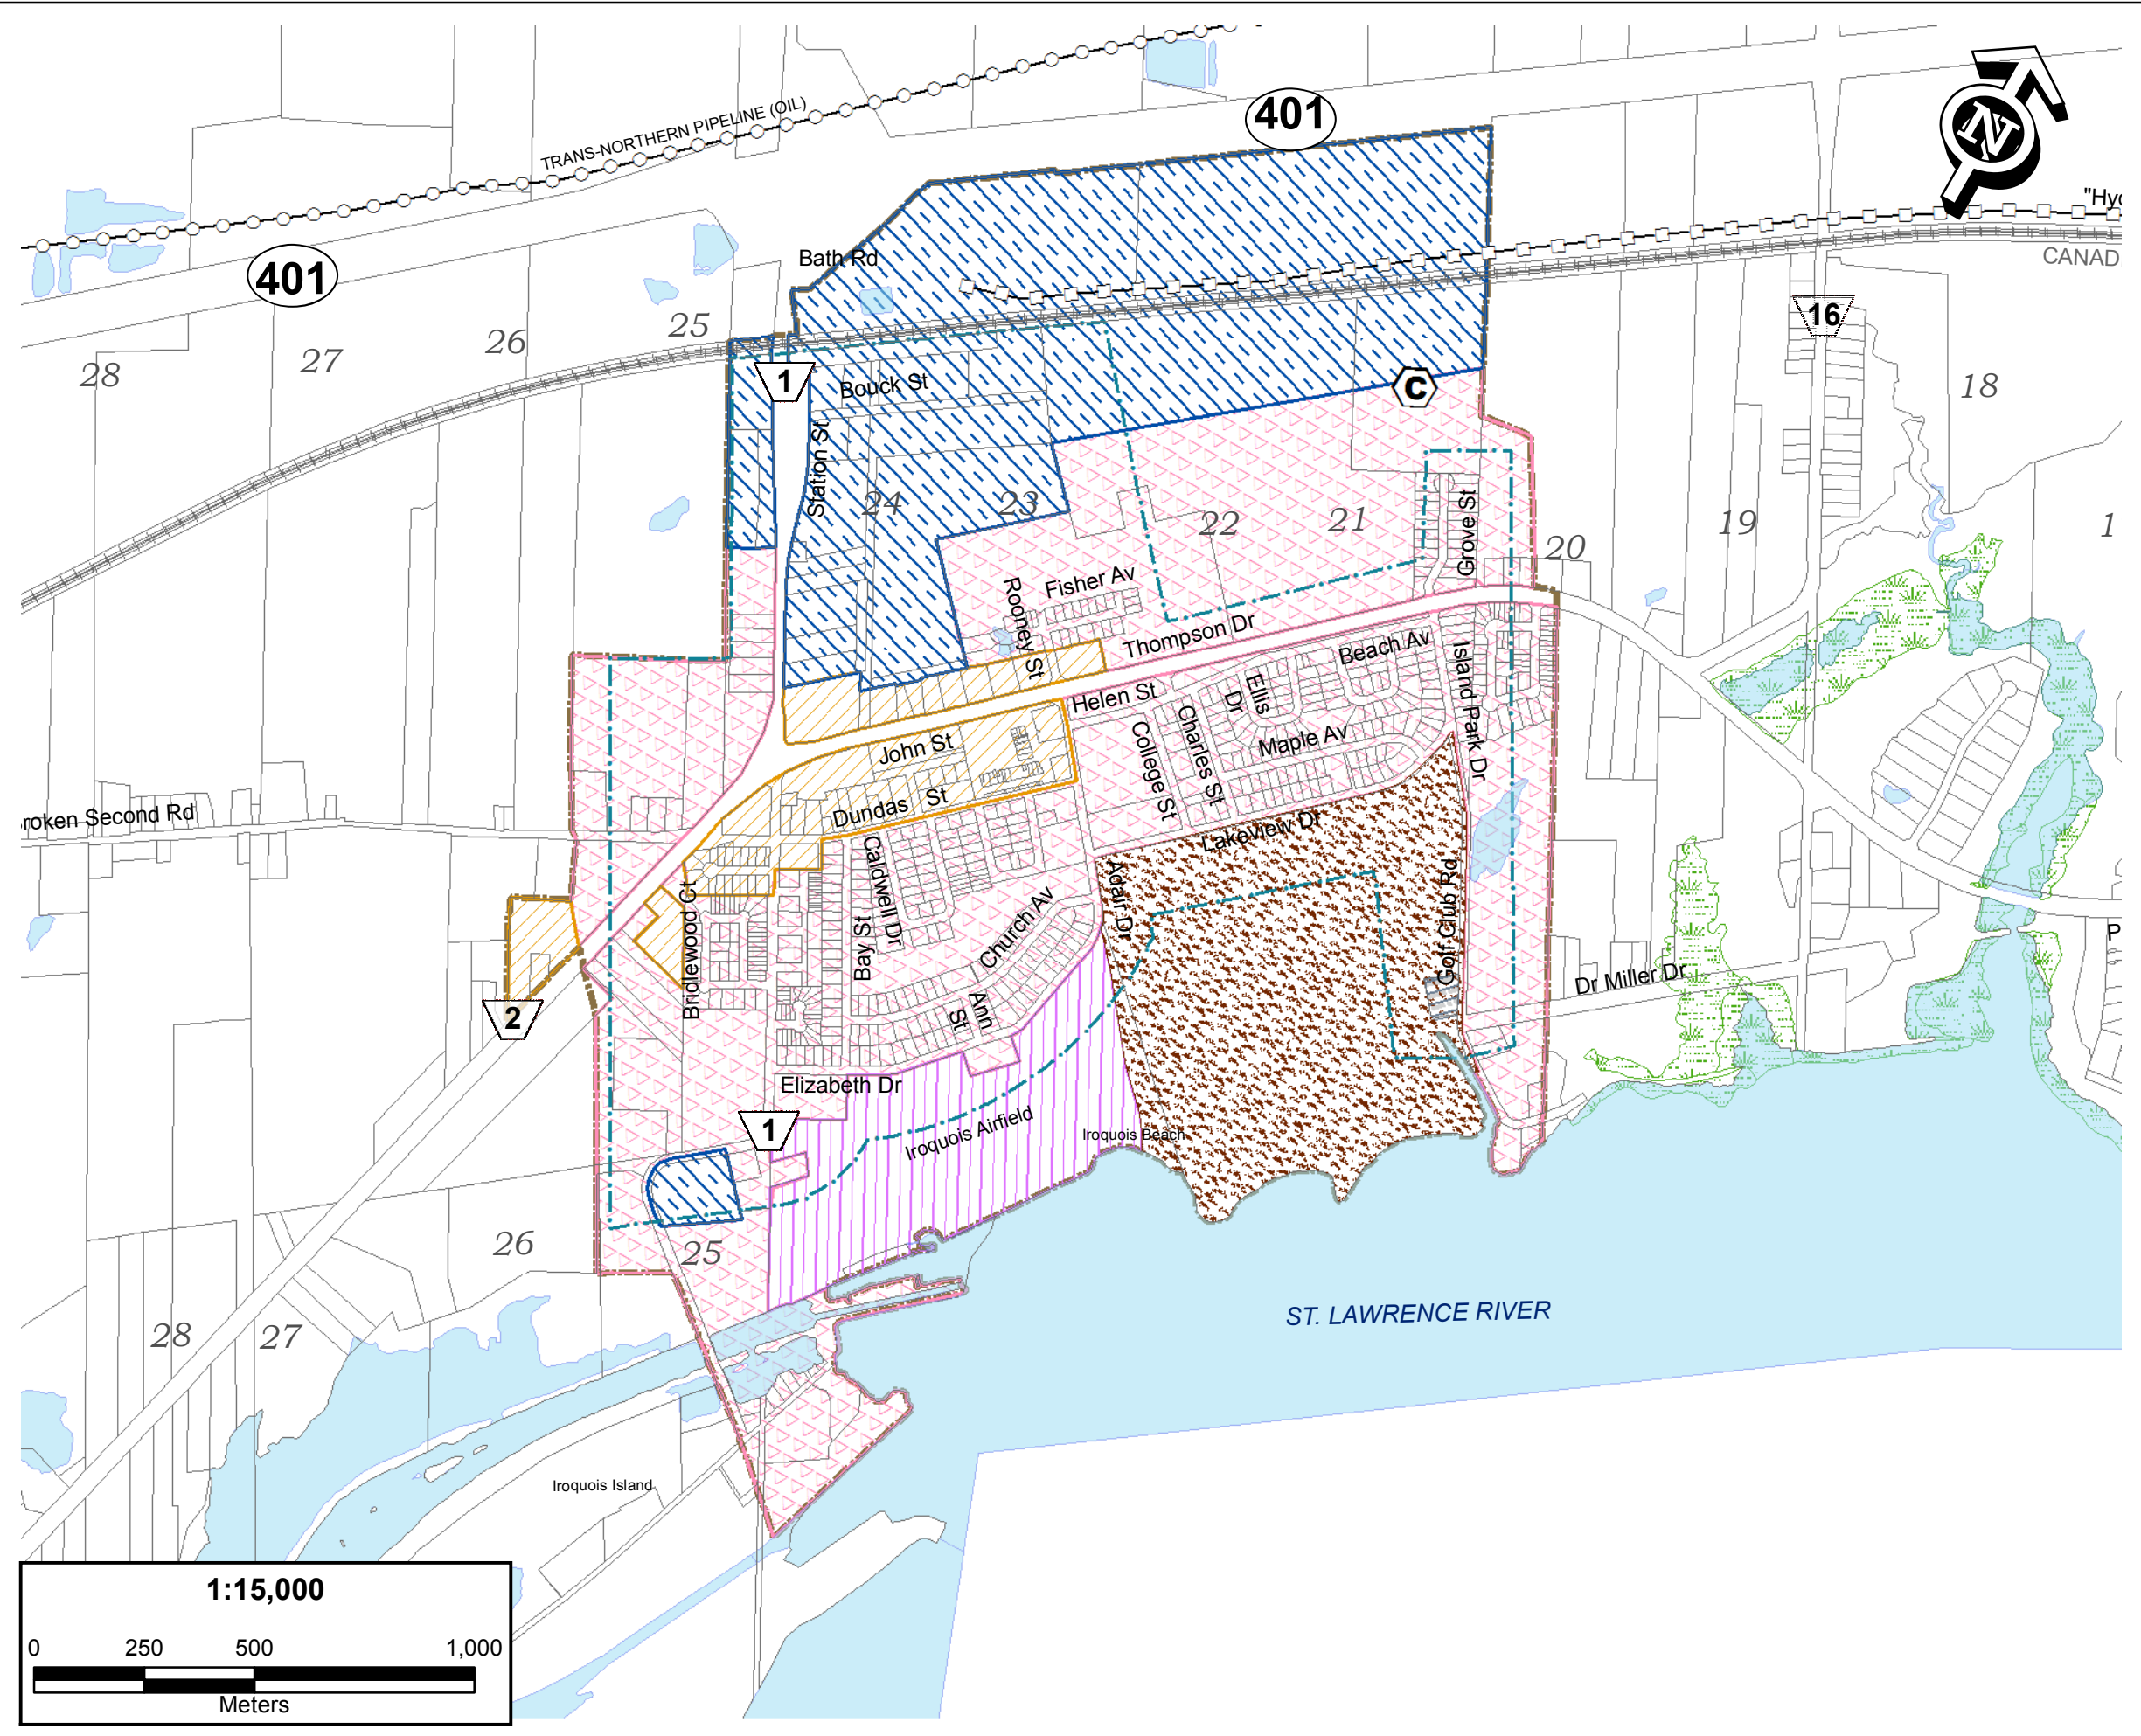 401
TRANS-NORTHERN PIPELINE (OIL)
N
"Hyd
CANAD
401
Bath Rd
16
25
26
27
28
1
Bouck St
C
18
Station St
24
23
22
21
Grove St
20
19
1
Fisher Av
Rooney St
Thompson Dr
Beach Av
Island Park Dr
Helen St
Ellis
Dr
John St
College St
Charles St
Maple Av
Dundas St
roken Second Rd
Lakeview Dr
Caldwell Dr
Adair Dr
Golf Club Rd
Bridlewood Ct
Bay St
Church Av
P
Dr Miller Dr
2
Ann
St
Elizabeth Dr
1
Iroquois Airfield
Iroquois Beach
26
25
ST. LAWRENCE RIVER
28
27
Iroquois Island
1:15,000
0 250 500 1,000
Meters